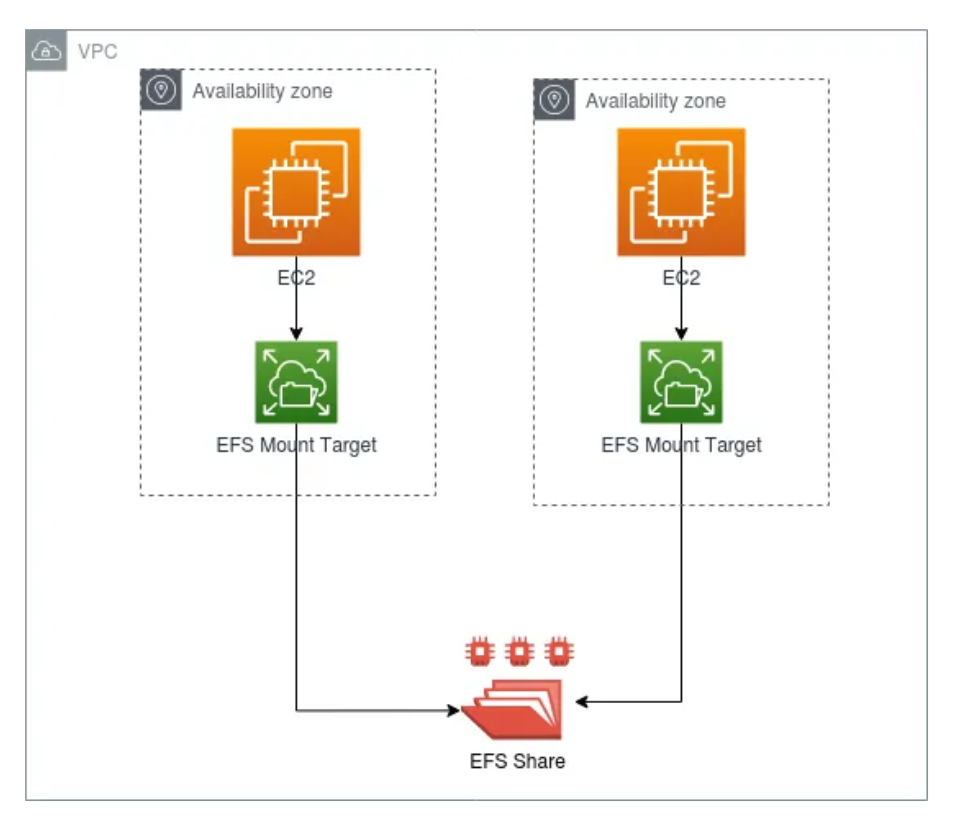 VPC
Availability zone
Availability zone
EC2
EC2
EFS Mount Target
EFS Mount Target
EFS Share